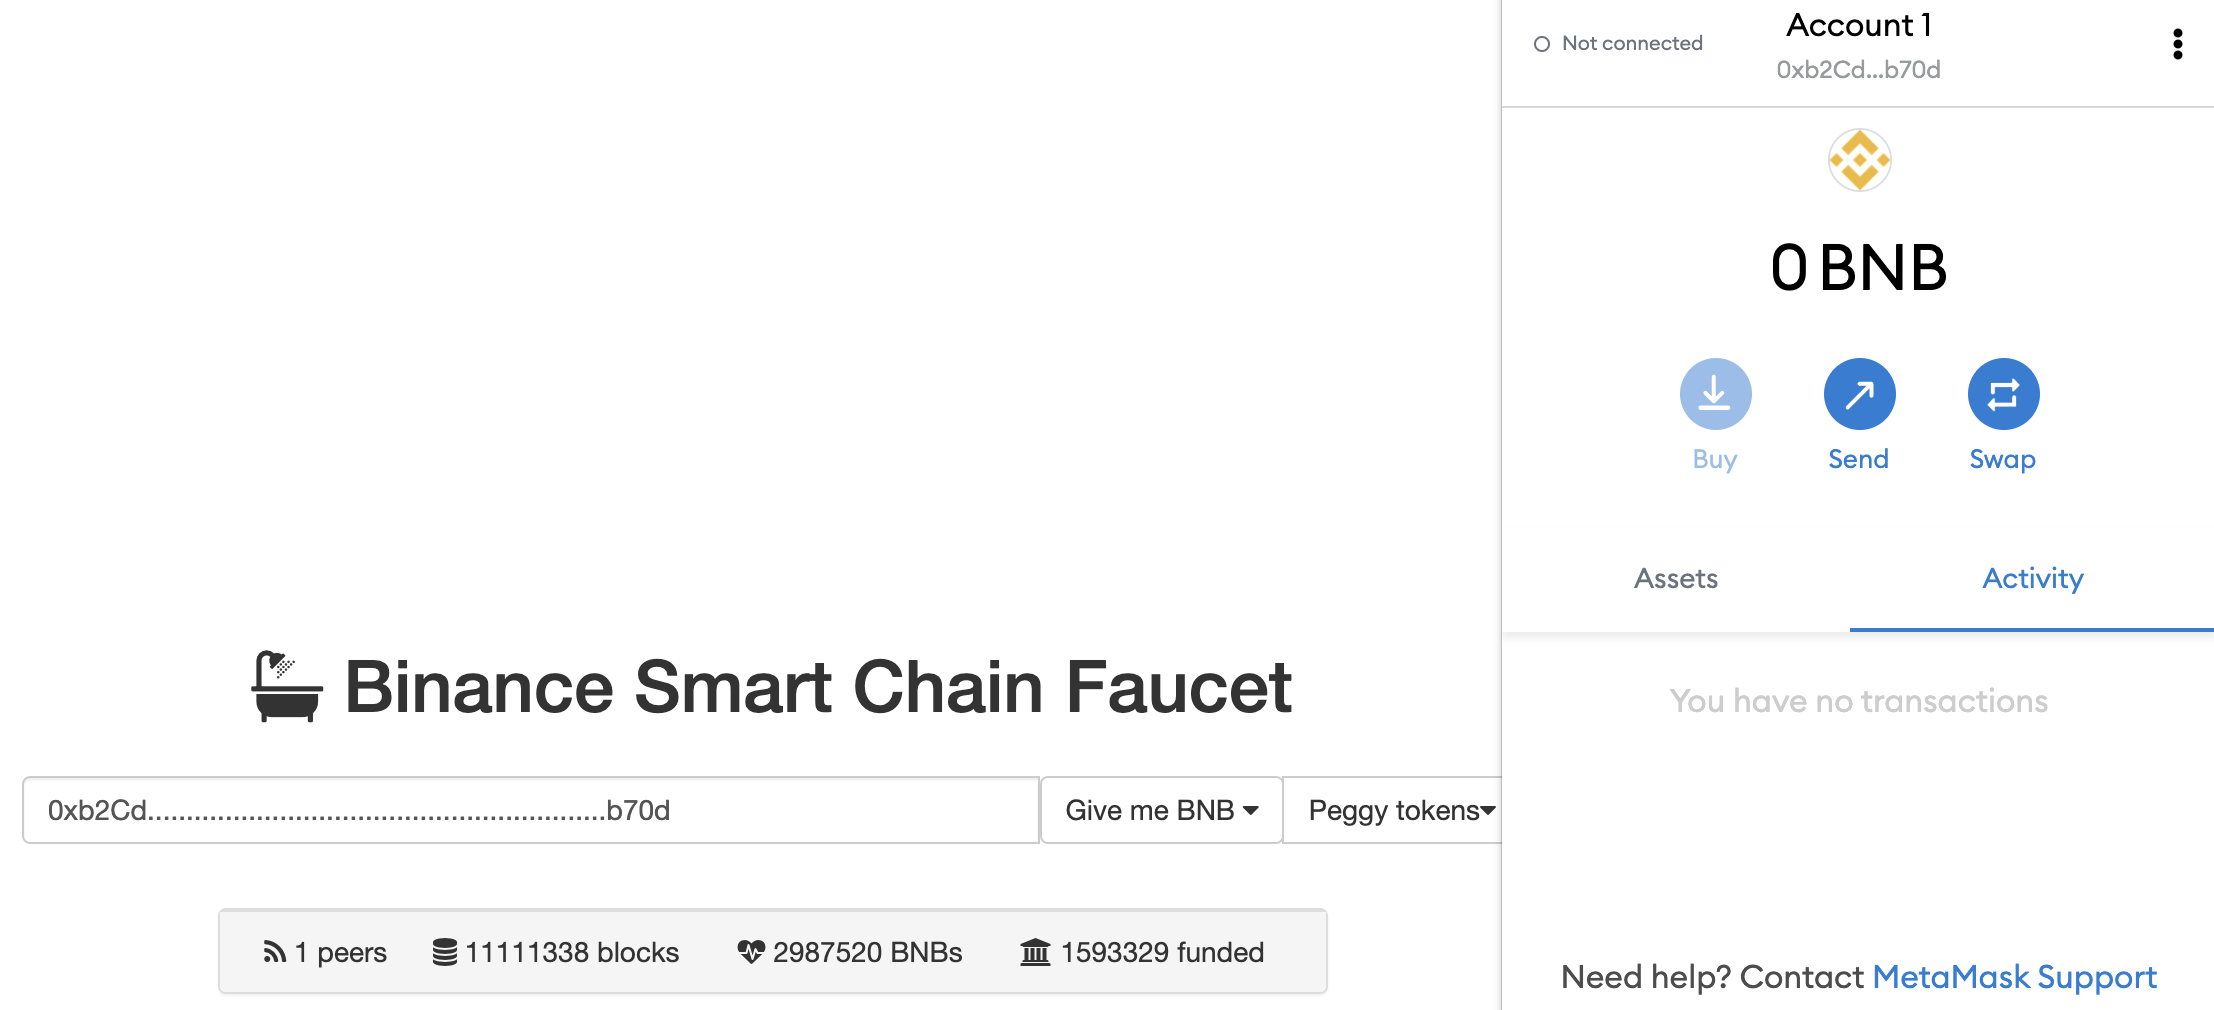 Not connected
Account 1
0xb2Cd...b70d
0 BNB
Buy
Send
Swap
Assets
Activity
You have no transactions
Need help? Contact MetaMask Support
Binance Smart Chain Faucet
0xb2Cd...........................................................b70d
Give me BNB
Peggy tokens
1 peers
11111338 blocks
2987520 BNBs
1593329 funded